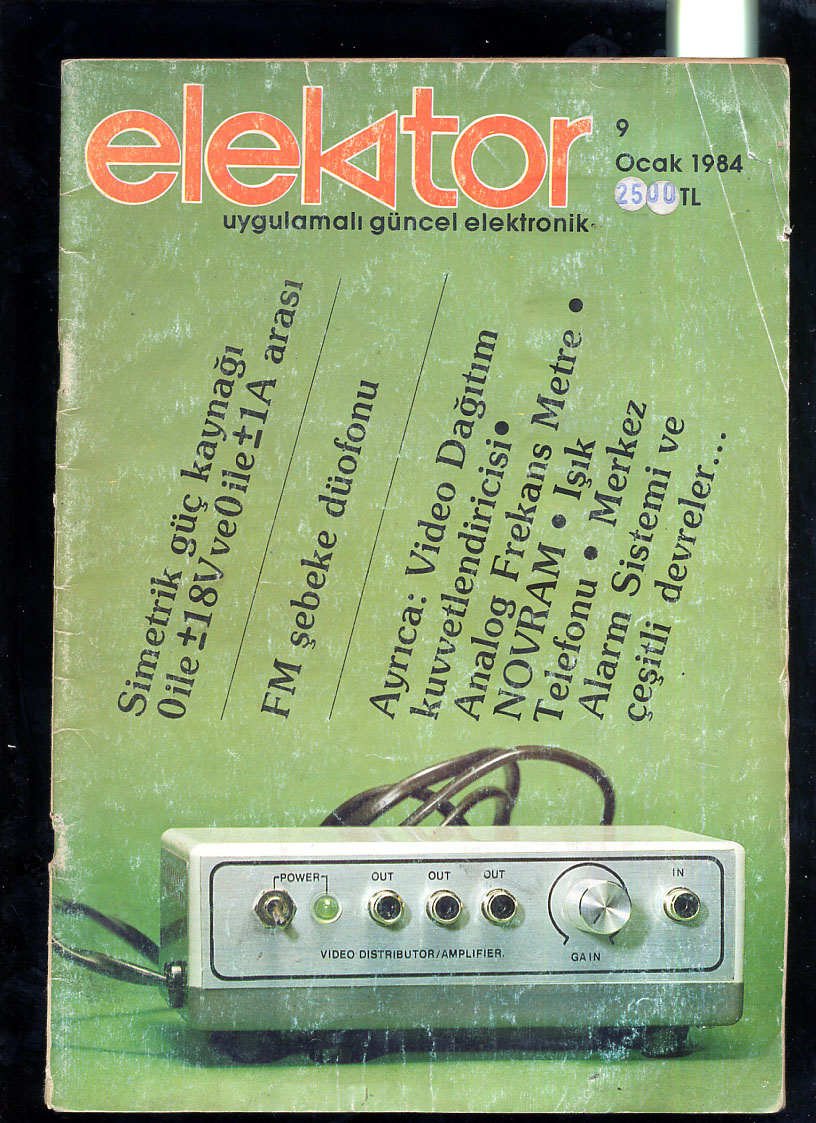 elektor
uygulamalı güncel elektronik
9
Ocak 1984
2500 TL
Simetrik güç kaynağı
0 ile ±18V ve 0 ile ±1A arası
FM şebeke düofonu
Ayrıca: Video Dağıtım
kuvvetlendiricisi •
Analog Frekans Metre •
NOVRAM • Işık
Telefonu • Merkez
Alarm Sistemi ve
çeşitli devreler...
POWER
OUT
OUT
OUT
IN
VIDEO DISTRIBUTOR/AMPLIFIER.
GAIN